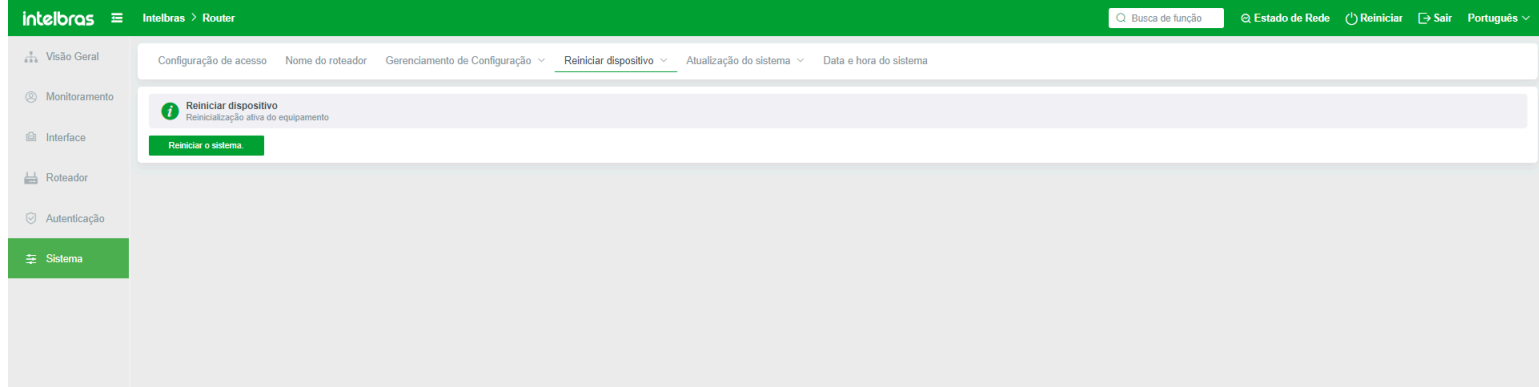 intelbras Intelbras > Router Busca de função Estado de Rede Reiniciar Sair Português
Visão Geral
Monitoramento
Interface
Roteador
Autenticação
Sistema
Configuração de acesso Nome do roteador Gerenciamento de Configuração Reiniciar dispositivo Atualização do sistema Data e hora do sistema
Reiniciar dispositivo
Reinicialização ativa do equipamento
Reiniciar o sistema.